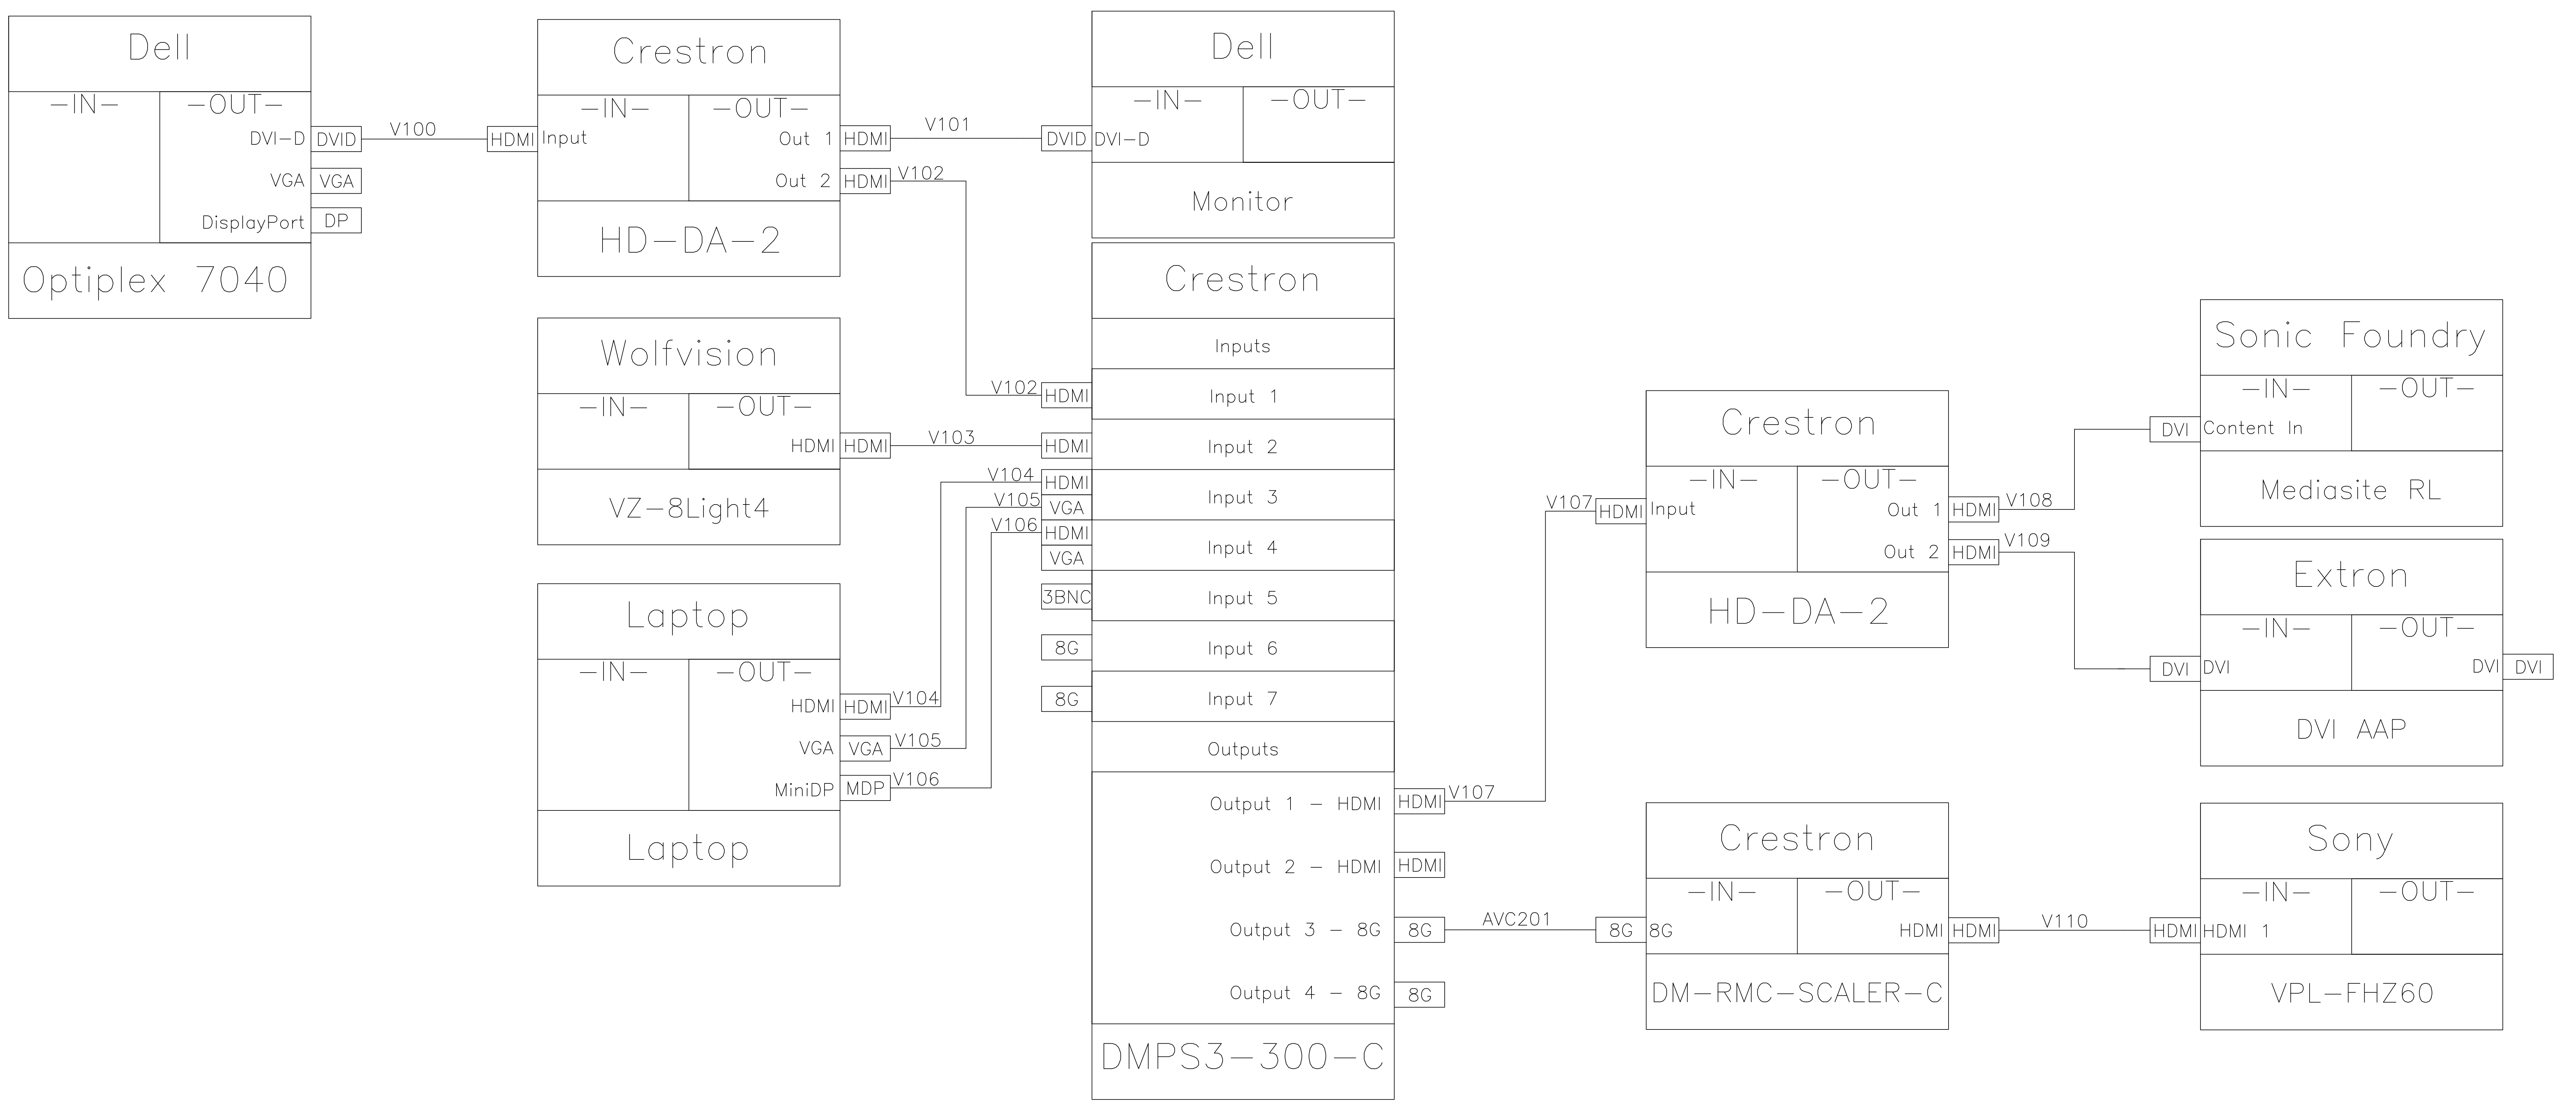 Dell
-IN- -OUT-
DVI-D DVID V100
VGA VGA
DisplayPort DP
Optiplex 7040
Crestron
-IN- -OUT-
HDMI Input Out 1 HDMI V101
Out 2 HDMI V102
HD-DA-2
Wolfvision
-IN- -OUT-
HDMI HDMI V103
VZ-8Light4
Laptop
-IN- -OUT-
HDMI HDMI V104
VGA VGA V105
MiniDP MDP V106
Laptop
Dell
-IN- -OUT-
DVID DVI-D
Monitor
Crestron
Inputs
V102 HDMI Input 1
HDMI Input 2
V104 HDMI Input 3
V105 VGA
V106 HDMI Input 4
VGA
3BNC Input 5
8G Input 6
8G Input 7
Outputs
Output 1 - HDMI HDMI V107
Output 2 - HDMI HDMI
Output 3 - 8G 8G AVC201
Output 4 - 8G 8G
DMPS3-300-C
Crestron
-IN- -OUT-
V107 HDMI Input Out 1 HDMI V108
Out 2 HDMI V109
HD-DA-2
Crestron
-IN- -OUT-
8G 8G HDMI HDMI V110
DM-RMC-SCALER-C
Sonic Foundry
-IN- -OUT-
DVI Content In
Mediasite RL
Extron
-IN- -OUT-
DVI DVI DVI DVI
DVI AAP
Sony
-IN- -OUT-
HDMI HDMI 1
VPL-FHZ60